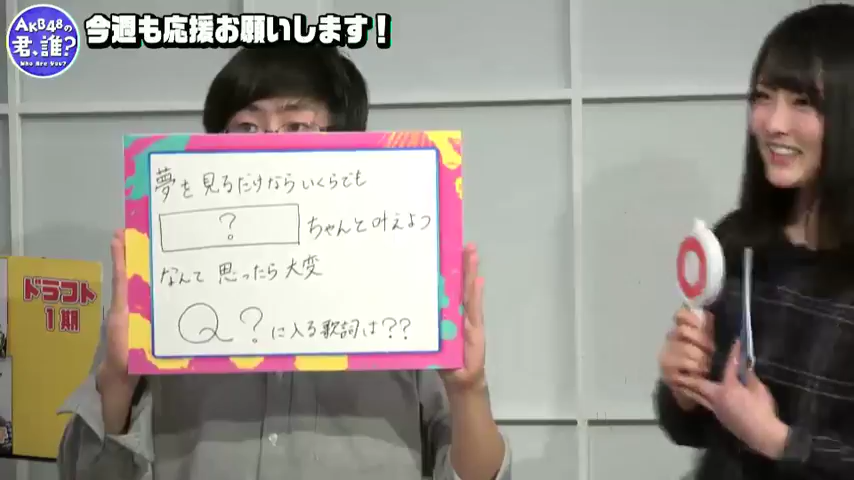 AKB48の
君、誰?
Who Are You?
今週も応援お願いします!
夢を見るだけならいくらでも
? ちゃんと叶えよっ
なんて 思ったら大変
Q ? に入る歌詞は??
ドラフト
1期